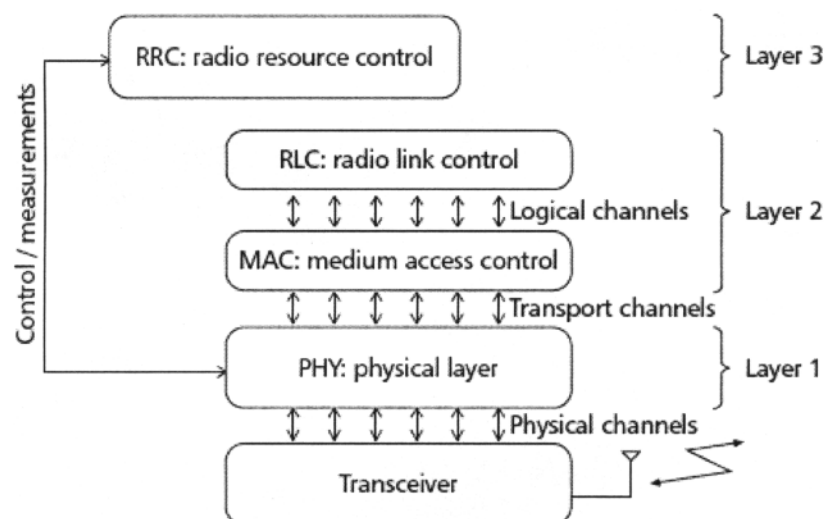 RRC: radio resource control
Layer 3
Control / measurements
RLC: radio link control
Logical channels
Layer 2
MAC: medium access control
Transport channels
PHY: physical layer
Layer 1
Physical channels
Transceiver